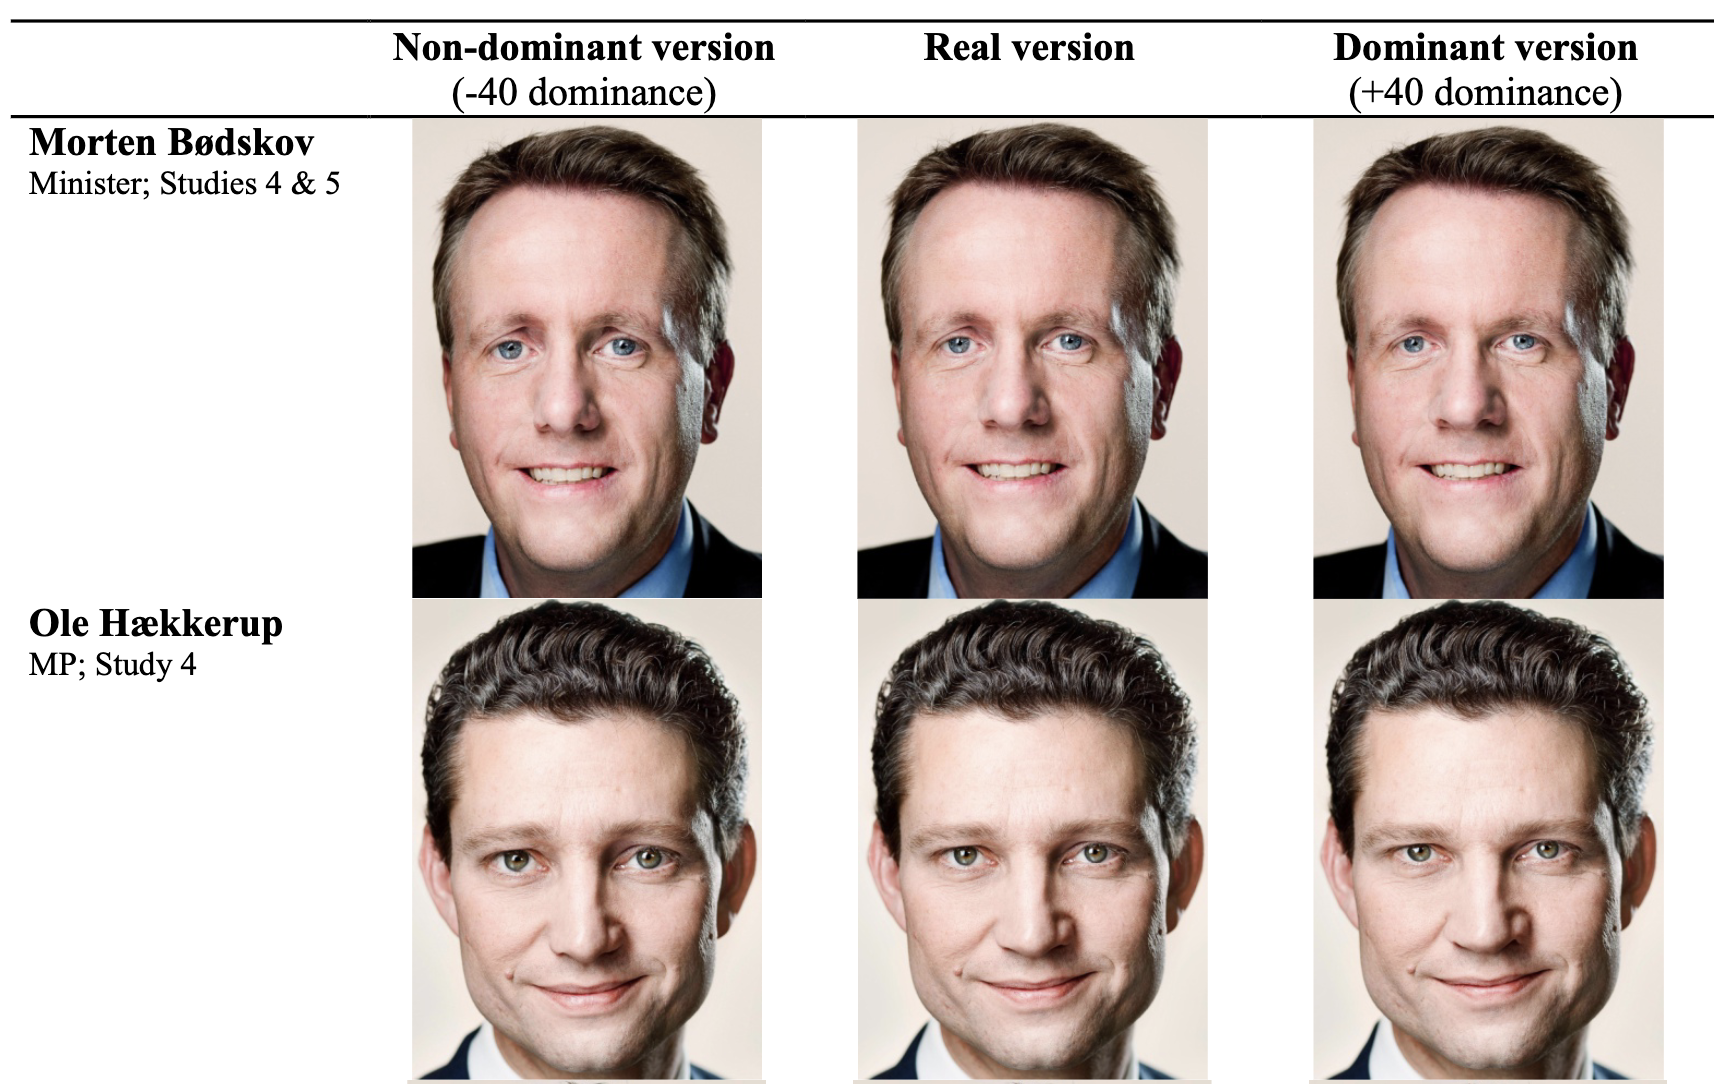 Non-dominant version
(-40 dominance)
Real version
Dominant version
(+40 dominance)
Morten Bødskov
Minister; Studies 4 & 5
Ole Hækkerup
MP; Study 4